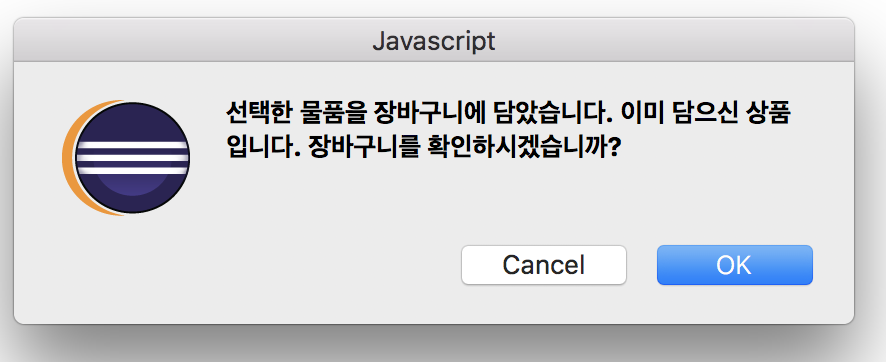 Javascript
선택한 물품을 장바구니에 담았습니다. 이미 담으신 상품
입니다. 장바구니를 확인하시겠습니까?
Cancel
OK